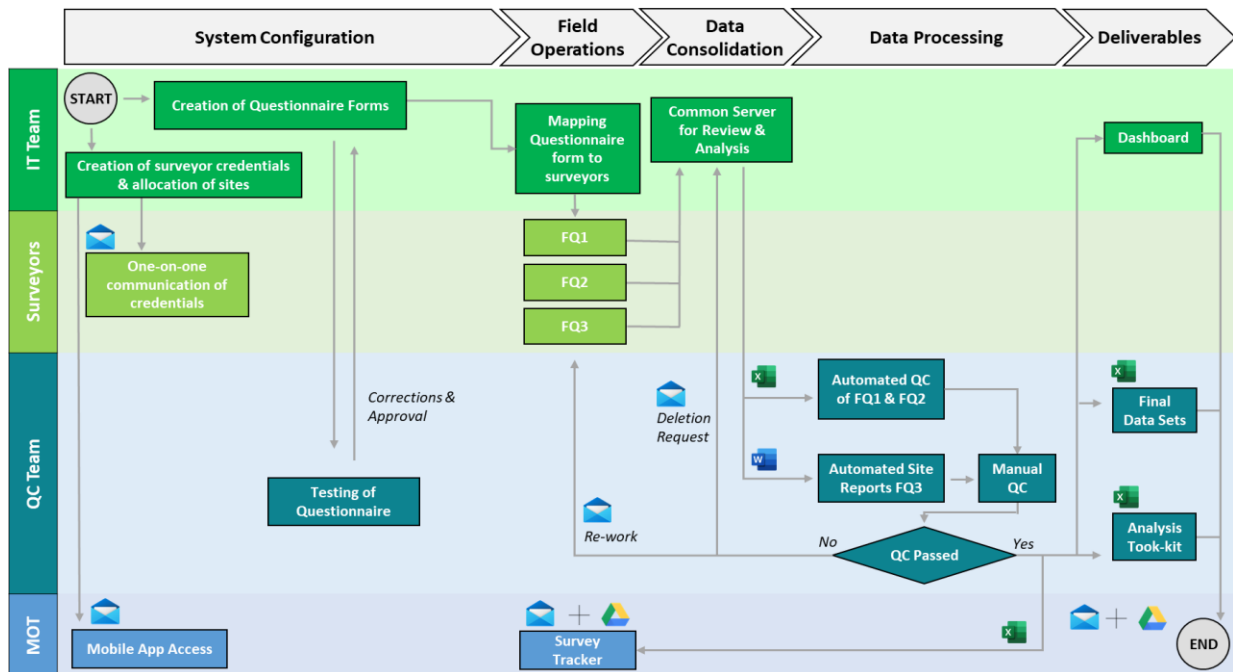 System Configuration
Field
Operations
Data
Consolidation
Data Processing
Deliverables
IT Team
START
Creation of Questionnaire Forms
Creation of surveyor credentials
& allocation of sites
Mapping
Questionnaire
form to
surveyors
Common Server
for Review &
Analysis
Dashboard
Surveyors
One-on-one
communication of
credentials
FQ1
FQ2
FQ3
QC Team
Corrections &
Approval
Testing of
Questionnaire
Deletion
Request
Re-work
X
Automated QC
of FQ1 & FQ2
W
Automated Site
Reports FQ3
Manual
QC
No
QC Passed
Yes
X
Final
Data Sets
X
Analysis
Took-kit
MOT
Mobile App Access
Survey
Tracker
X
END